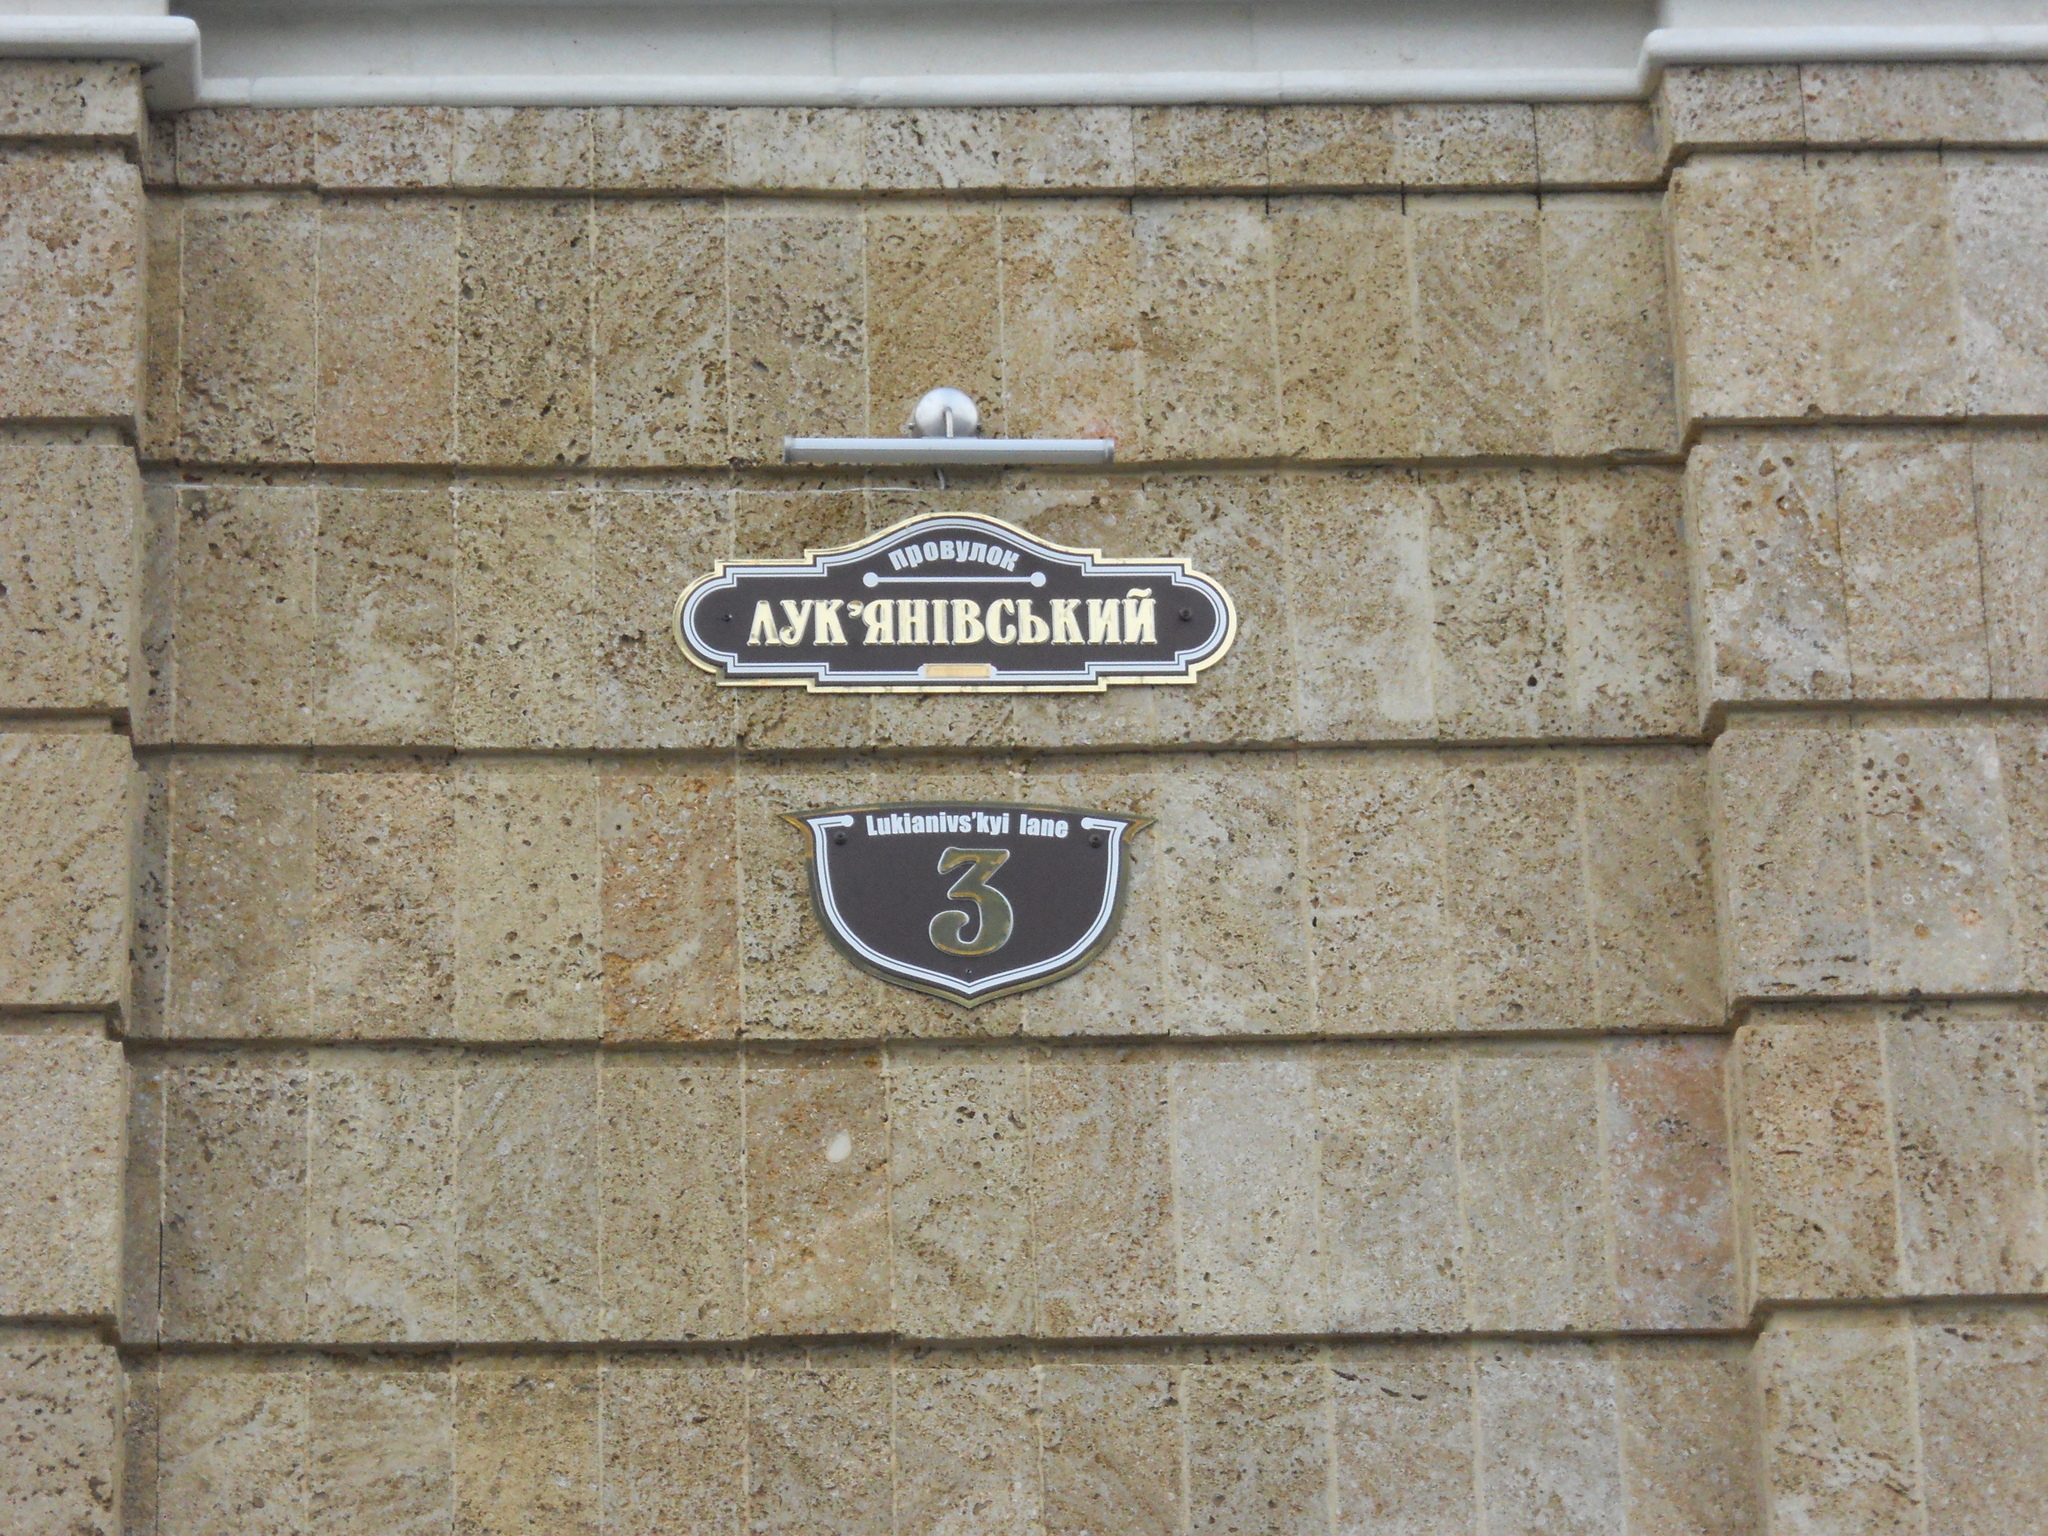 провулок
ЛУК'ЯНІВСЬКИЙ
Lukianivs'kyi lane
3